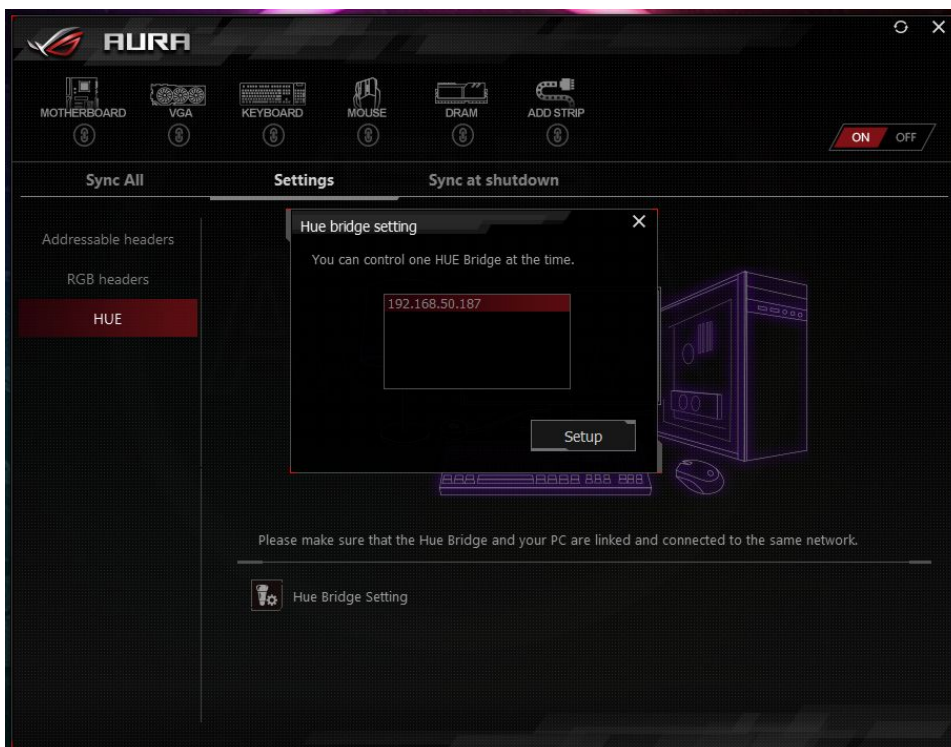 AURA
MOTHERBOARD VGA KEYBOARD MOUSE DRAM ADD STRIP
ON OFF
Sync All Settings Sync at shutdown
Addressable headers
RGB headers
HUE
Hue bridge setting
You can control one HUE Bridge at the time.
192.168.50.187
Setup
Please make sure that the Hue Bridge and your PC are linked and connected to the same network.
Hue Bridge Setting